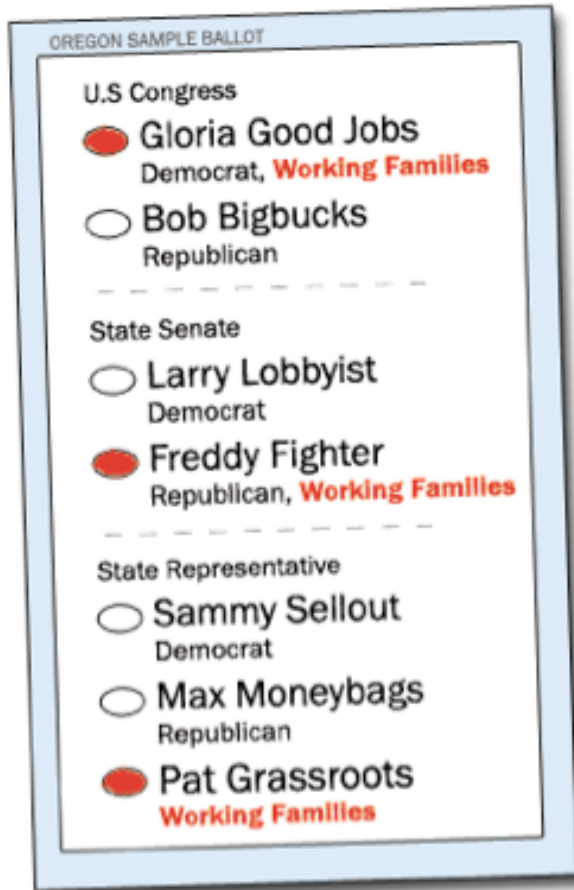 OREGON SAMPLE BALLOT
U.S Congress
Gloria Good Jobs
Democrat, Working Families
Bob Bigbucks
Republican
State Senate
Larry Lobbyist
Democrat
Freddy Fighter
Republican, Working Families
State Representative
Sammy Sellout
Democrat
Max Moneybags
Republican
Pat Grassroots
Working Families